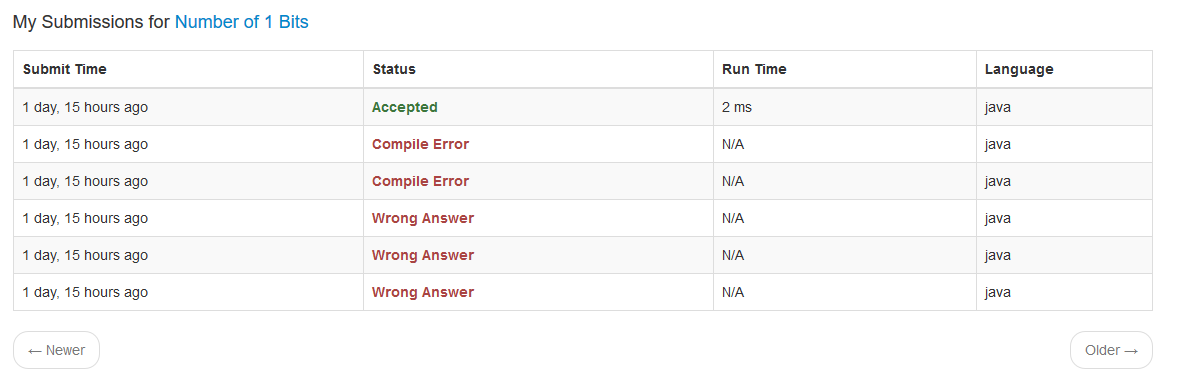 My Submissions for Number of 1 Bits
Submit Time Status Run Time Language
1 day, 15 hours ago Accepted 2 ms java
1 day, 15 hours ago Compile Error N/A java
1 day, 15 hours ago Compile Error N/A java
1 day, 15 hours ago Wrong Answer N/A java
1 day, 15 hours ago Wrong Answer N/A java
1 day, 15 hours ago Wrong Answer N/A java
← Newer Older →